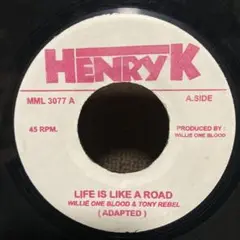 HENRY K
MML 3077 A
A.SIDE
45 RPM.
PRODUCED BY :
WILLIE ONE BLOOD
LIFE IS LIKE A ROAD
WILLIE ONE BLOOD & TONY REBEL
( ADAPTED )